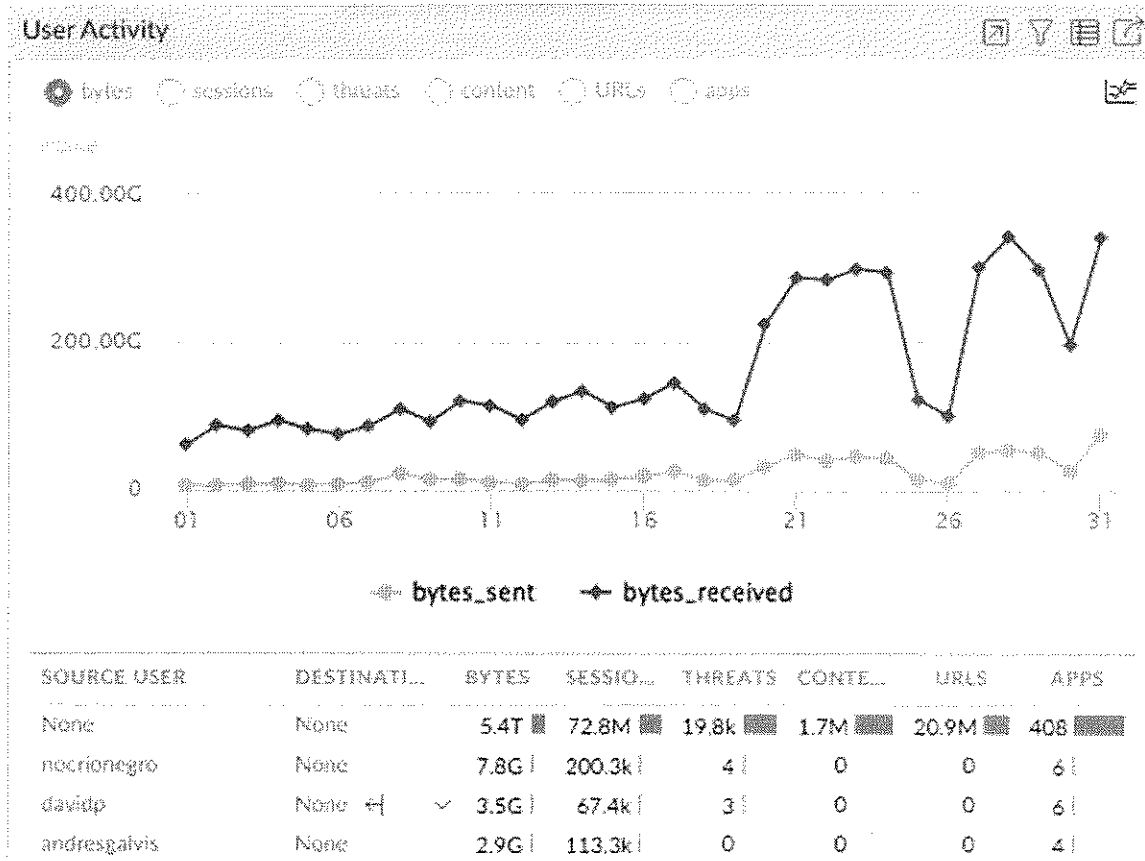 User Activity
bytes sessions threats content URLs apps
400.00G
200.00G
0
01 06 11 16 21 26 31
bytes_sent bytes_received
SOURCE USER DESTINATI... BYTES SESSIO... THREATS CONTE... URLS APPS
None None 5.4T 72.8M 19.8k 1.7M 20.9M 408
nocrionegro None 7.8G 200.3k 4 0 0 6
davidp None 3.5G 67.4k 3 0 0 6
andresgalvis None 2.9G 113.3k 0 0 0 4